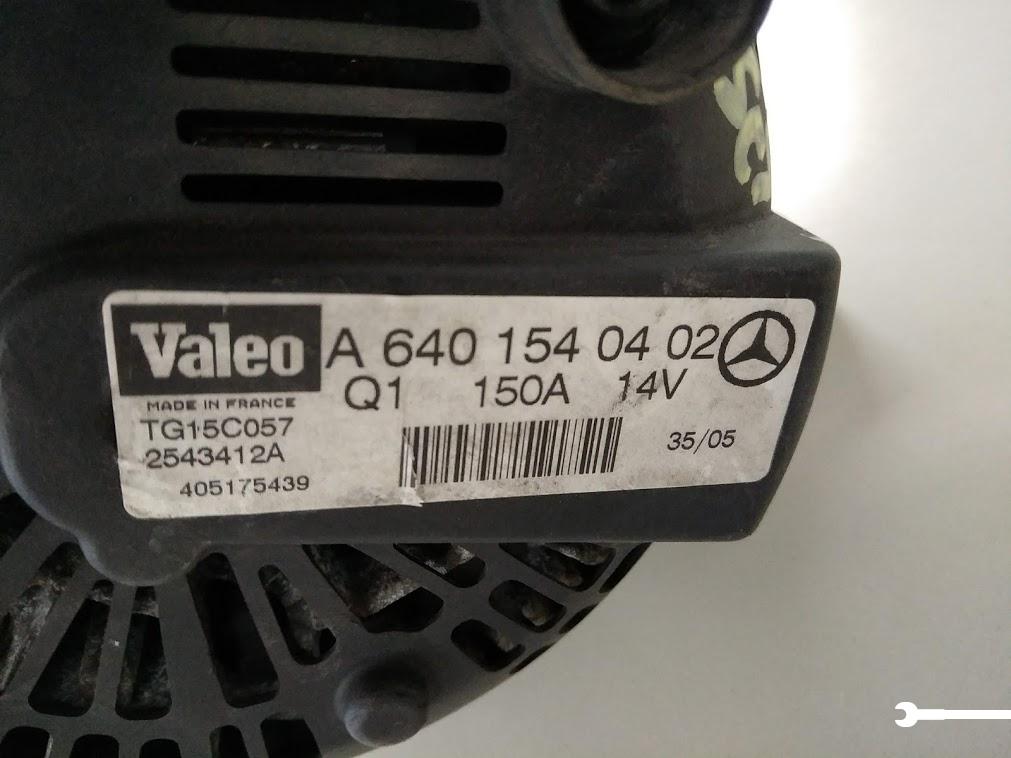 Valeo A 640 154 04 02
Q1 150A 14V
MADE IN FRANCE
TG15C057
2543412A
35/05
405175439